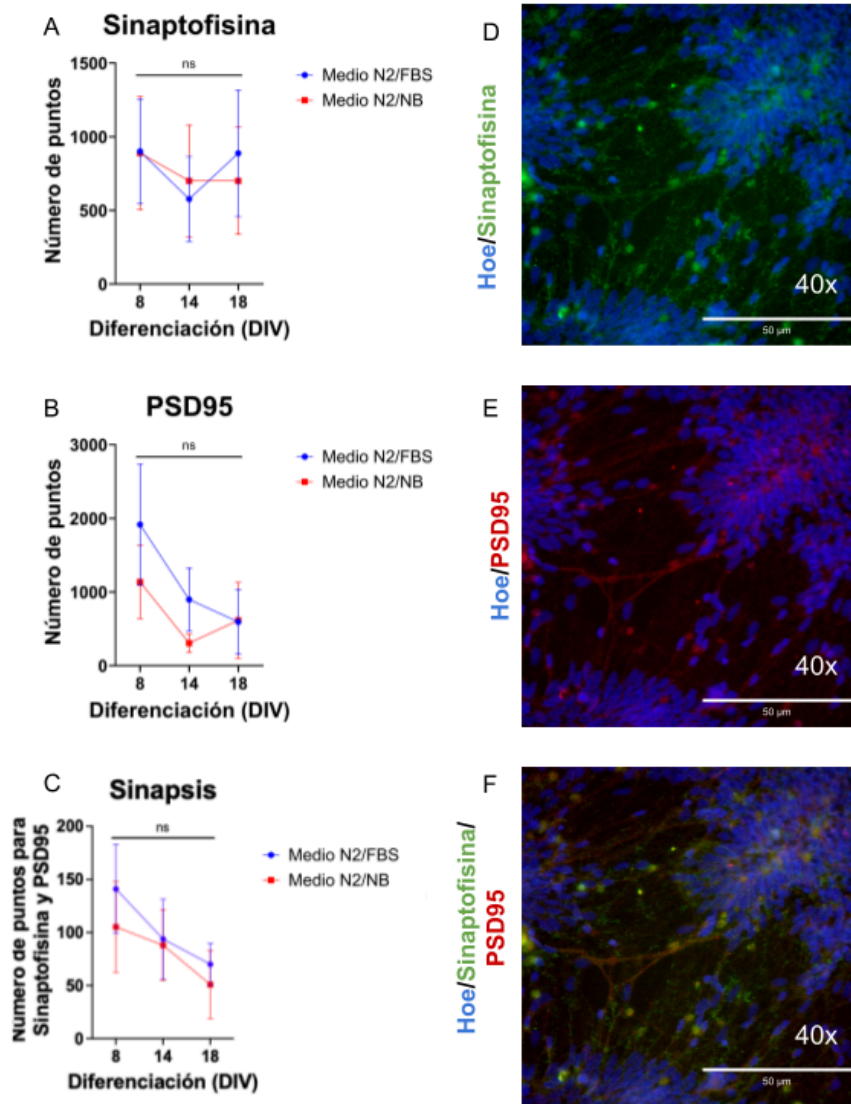 A
Sinaptofisina
1500
1000
500
0
Número de puntos
ns
8 14 18
Diferenciación (DIV)
Medio N2/FBS
Medio N2/NB
D
Hoe/Sinaptofisina
40x
50 µm
B
PSD95
3000
2000
1000
0
Número de puntos
ns
8 14 18
Diferenciación (DIV)
Medio N2/FBS
Medio N2/NB
E
Hoe/PSD95
40x
50 µm
C
Sinapsis
200
150
100
50
0
Numero de puntos para
Sinaptofisina y PSD95
ns
8 14 18
Diferenciación (DIV)
Medio N2/FBS
Medio N2/NB
F
Hoe/Sinaptofisina/
PSD95
40x
50 µm